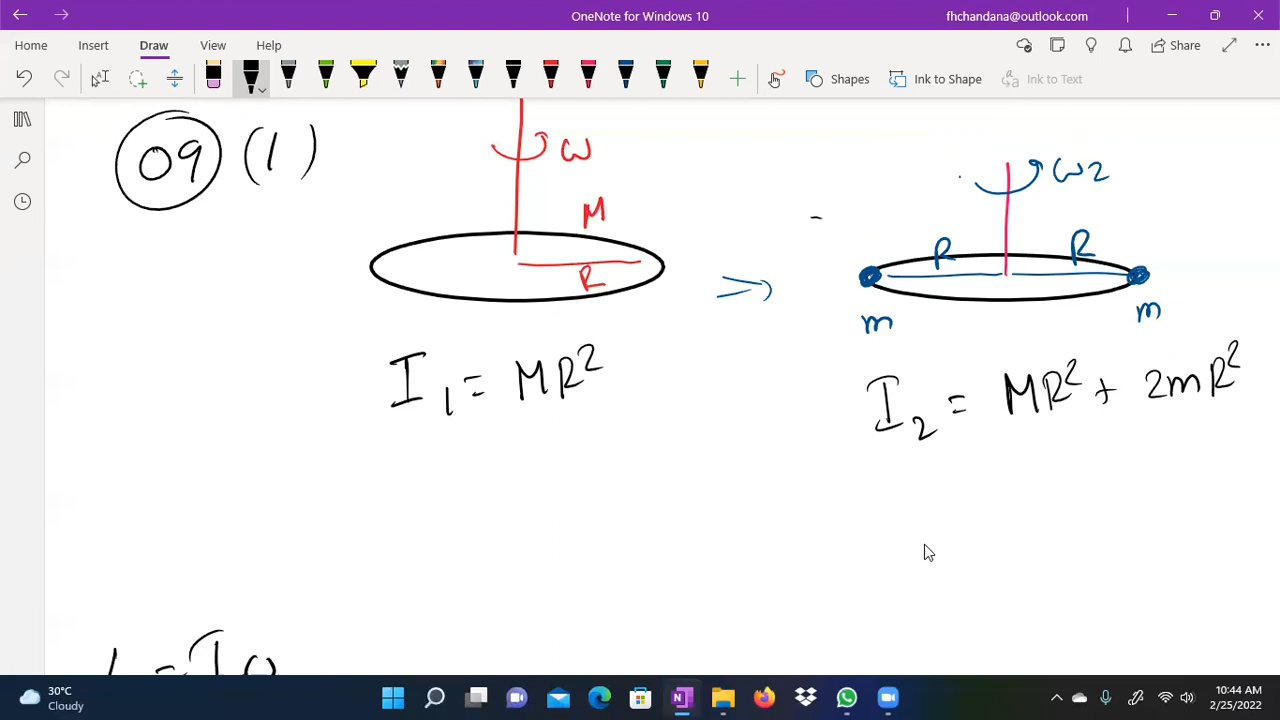 OneNote for Windows 10
fhchandana@outlook.com
Home Insert Draw View Help
Share
Shapes
Ink to Shape
Ink to Text
09 (1)
ω
M
R
ω2
R R
m m
I1 = MR²
I2 = MR² + 2mR²
L = Iω
30°C
Cloudy
10:44 AM
2/25/2022